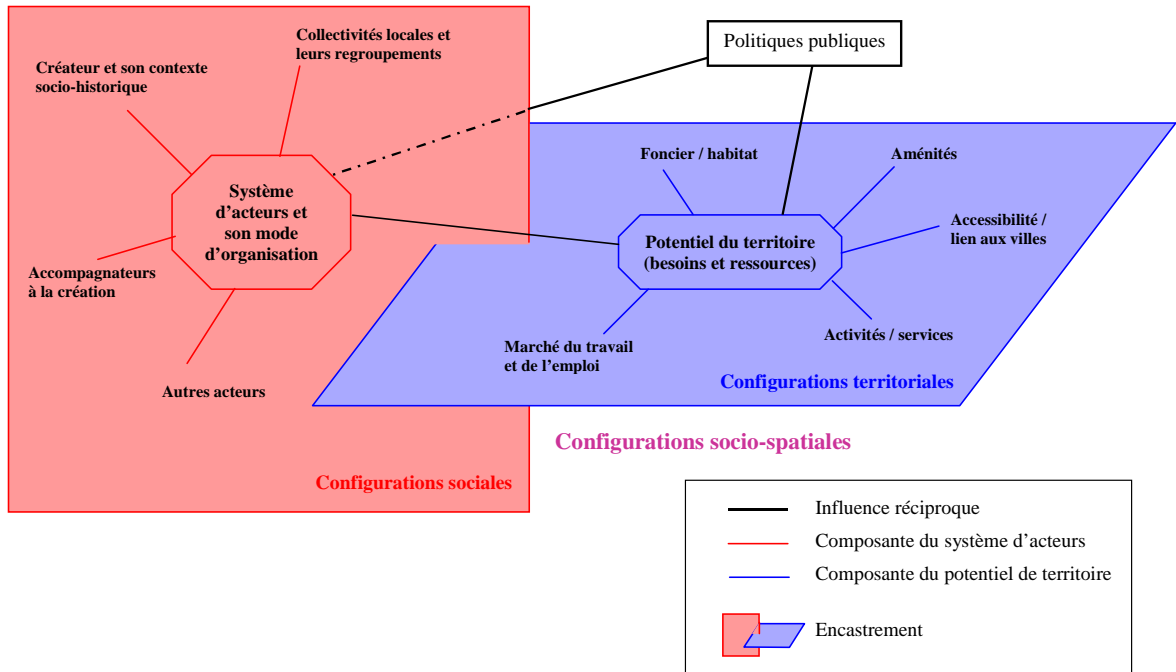 Collectivités locales et
leurs regroupements
Créateur et son contexte
socio-historique
Système
d'acteurs et
son mode
d'organisation
Accompagnateurs
à la création
Autres acteurs
Configurations sociales
Politiques publiques
Foncier / habitat
Aménités
Accessibilité /
lien aux villes
Potentiel du territoire
(besoins et ressources)
Activités / services
Marché du travail
et de l'emploi
Configurations territoriales
Configurations socio-spatiales
Influence réciproque
Composante du système d'acteurs
Composante du potentiel de territoire
Encastrement